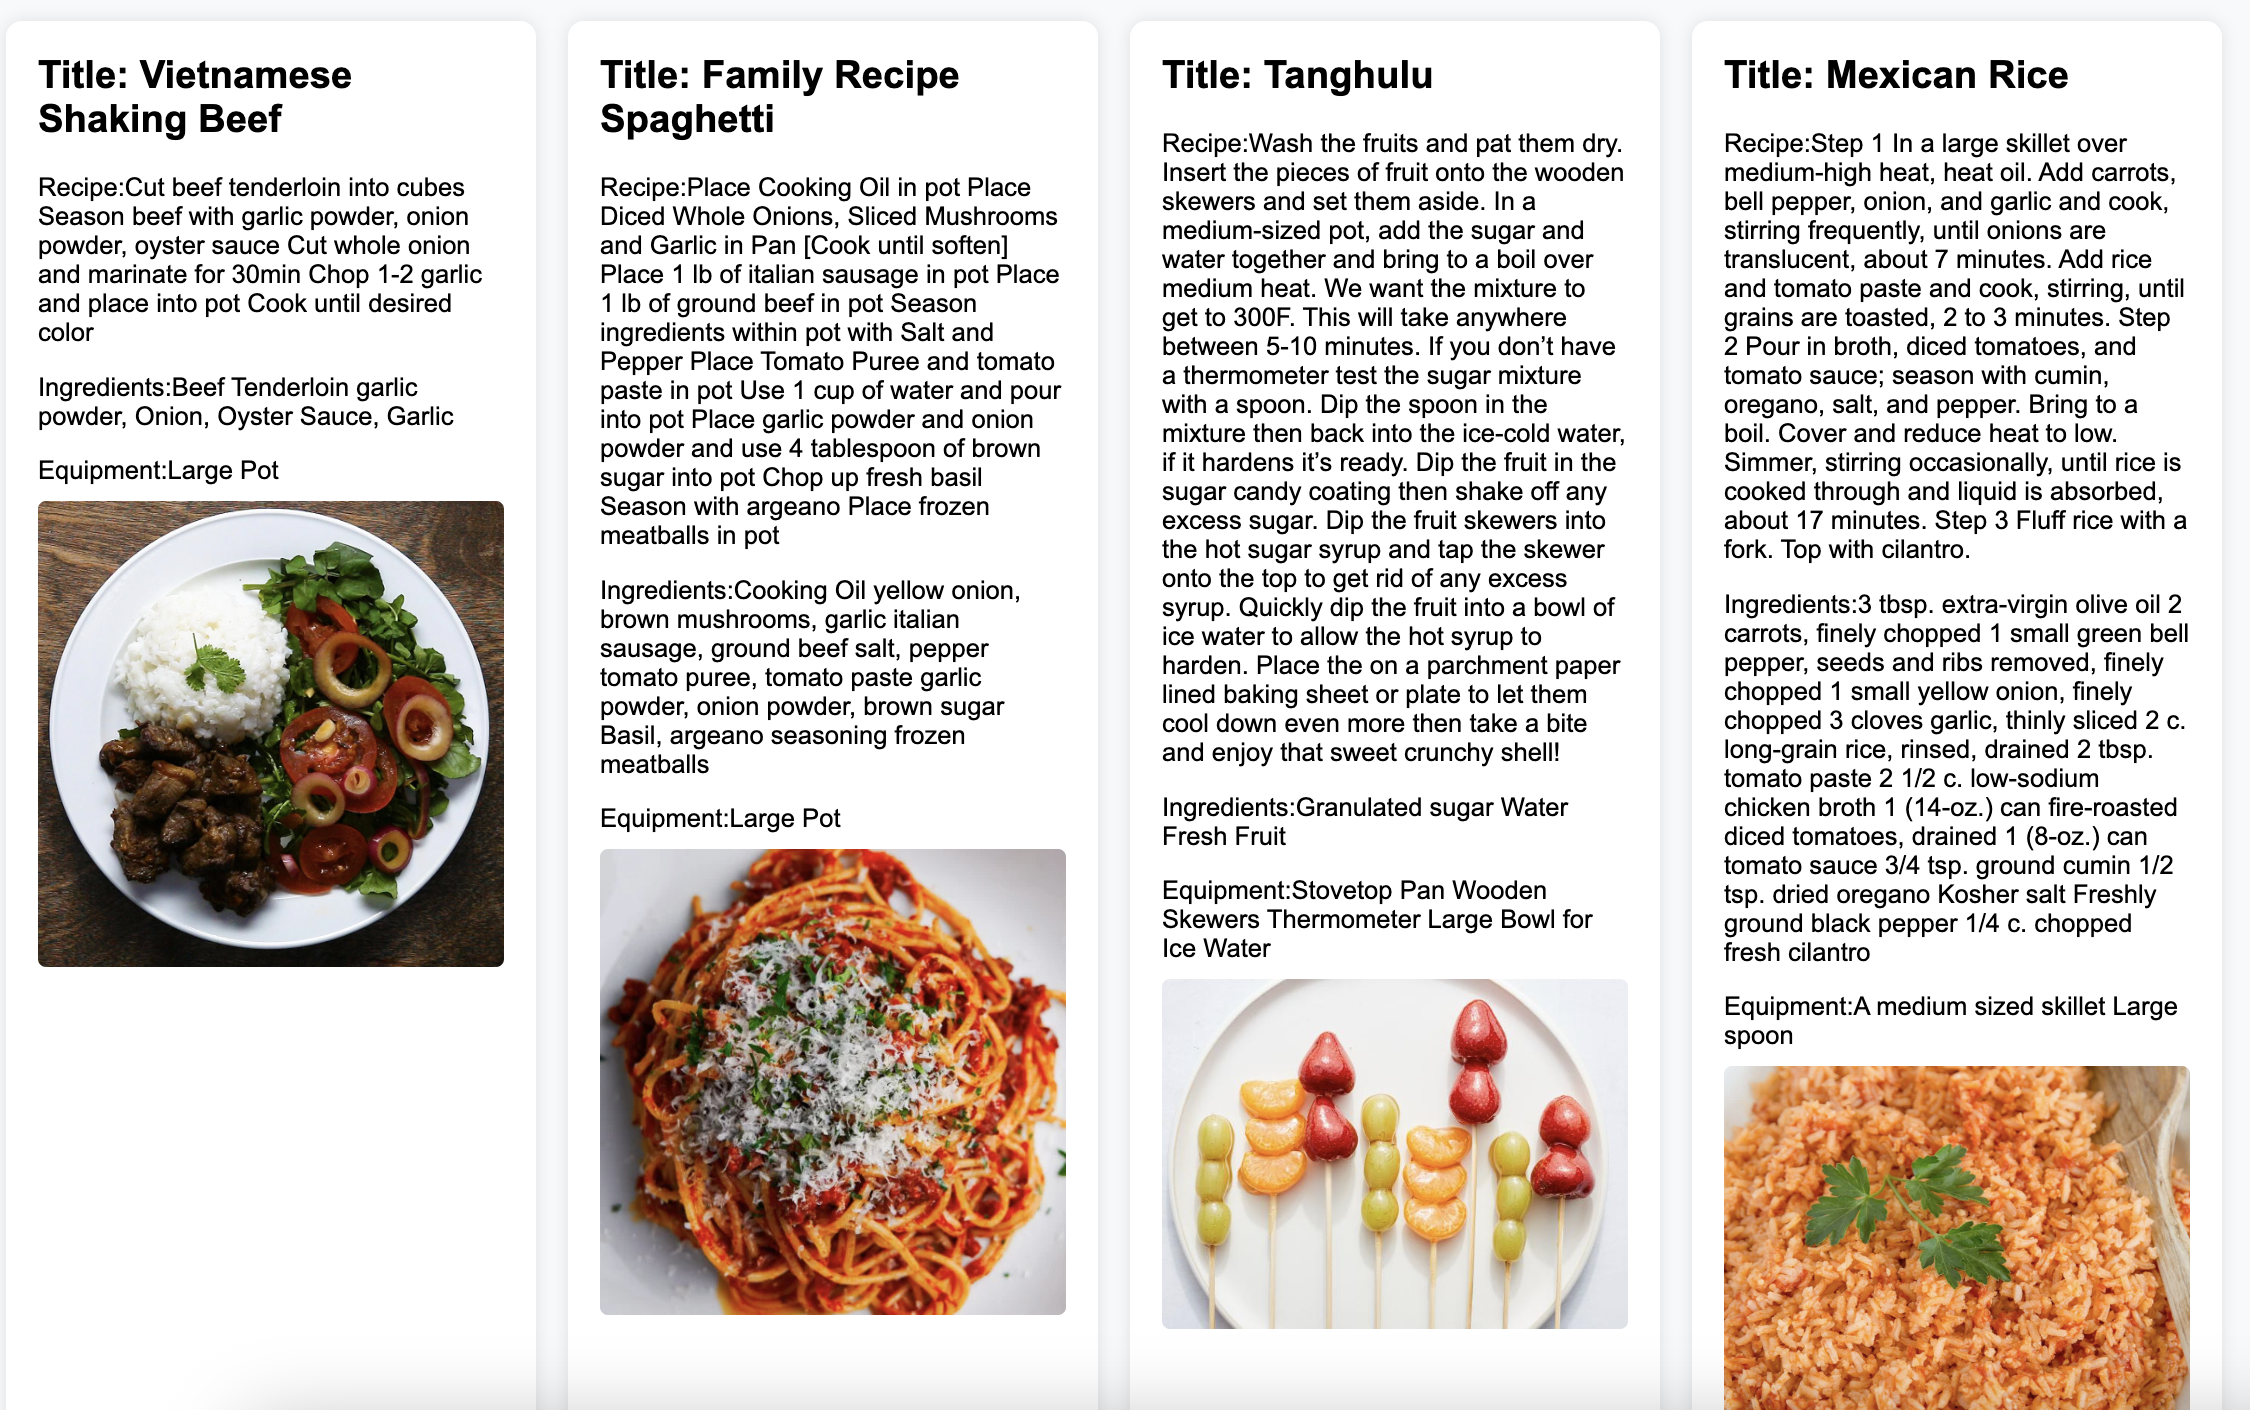 Title: Vietnamese
Shaking Beef
Recipe:Cut beef tenderloin into cubes
Season beef with garlic powder, onion
powder, oyster sauce Cut whole onion
and marinate for 30min Chop 1-2 garlic
and place into pot Cook until desired
color
Ingredients:Beef Tenderloin garlic
powder, Onion, Oyster Sauce, Garlic
Equipment:Large Pot
Title: Family Recipe
Spaghetti
Recipe:Place Cooking Oil in pot Place
Diced Whole Onions, Sliced Mushrooms
and Garlic in Pan [Cook until soften]
Place 1 lb of italian sausage in pot Place
1 lb of ground beef in pot Season
ingredients within pot with Salt and
Pepper Place Tomato Puree and tomato
paste in pot Use 1 cup of water and pour
into pot Place garlic powder and onion
powder and use 4 tablespoon of brown
sugar into pot Chop up fresh basil
Season with argeano Place frozen
meatballs in pot
Ingredients:Cooking Oil yellow onion,
brown mushrooms, garlic italian
sausage, ground beef salt, pepper
tomato puree, tomato paste garlic
powder, onion powder, brown sugar
Basil, argeano seasoning frozen
meatballs
Equipment:Large Pot
Title: Tanghulu
Recipe:Wash the fruits and pat them dry.
Insert the pieces of fruit onto the wooden
skewers and set them aside. In a
medium-sized pot, add the sugar and
water together and bring to a boil over
medium heat. We want the mixture to
get to 300F. This will take anywhere
between 5-10 minutes. If you don’t have
a thermometer test the sugar mixture
with a spoon. Dip the spoon in the
mixture then back into the ice-cold water,
if it hardens it’s ready. Dip the fruit in the
sugar candy coating then shake off any
excess sugar. Dip the fruit skewers into
the hot sugar syrup and tap the skewer
onto the top to get rid of any excess
syrup. Quickly dip the fruit into a bowl of
ice water to allow the hot syrup to
harden. Place the on a parchment paper
lined baking sheet or plate to let them
cool down even more then take a bite
and enjoy that sweet crunchy shell!
Ingredients:Granulated sugar Water
Fresh Fruit
Equipment:Stovetop Pan Wooden
Skewers Thermometer Large Bowl for
Ice Water
Title: Mexican Rice
Recipe:Step 1 In a large skillet over
medium-high heat, heat oil. Add carrots,
bell pepper, onion, and garlic and cook,
stirring frequently, until onions are
translucent, about 7 minutes. Add rice
and tomato paste and cook, stirring, until
grains are toasted, 2 to 3 minutes. Step
2 Pour in broth, diced tomatoes, and
tomato sauce; season with cumin,
oregano, salt, and pepper. Bring to a
boil. Cover and reduce heat to low.
Simmer, stirring occasionally, until rice is
cooked through and liquid is absorbed,
about 17 minutes. Step 3 Fluff rice with a
fork. Top with cilantro.
Ingredients:3 tbsp. extra-virgin olive oil 2
carrots, finely chopped 1 small green bell
pepper, seeds and ribs removed, finely
chopped 1 small yellow onion, finely
chopped 3 cloves garlic, thinly sliced 2 c.
long-grain rice, rinsed, drained 2 tbsp.
tomato paste 2 1/2 c. low-sodium
chicken broth 1 (14-oz.) can fire-roasted
diced tomatoes, drained 1 (8-oz.) can
tomato sauce 3/4 tsp. ground cumin 1/2
tsp. dried oregano Kosher salt Freshly
ground black pepper 1/4 c. chopped
fresh cilantro
Equipment:A medium sized skillet Large
spoon